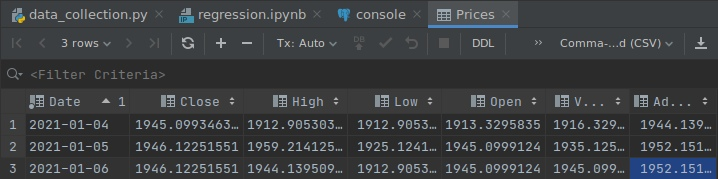 data_collection.py regression.ipynb console Prices
3 rows Tx: Auto DB DDL Comma-...d (CSV)
<Filter Criteria>
Date 1 Close High Low Open V... Ad...
1 2021-01-04 1945.0993463... 1912.905303... 1912.9053... 1913.3295835 1916.329... 1944.139...
2 2021-01-05 1946.12251551 1959.214125... 1925.1241... 1945.0999124 1935.125... 1952.151...
3 2021-01-06 1946.12251551 1944.139509... 1912.9053... 1945.0999124 1945.099... 1952.151...